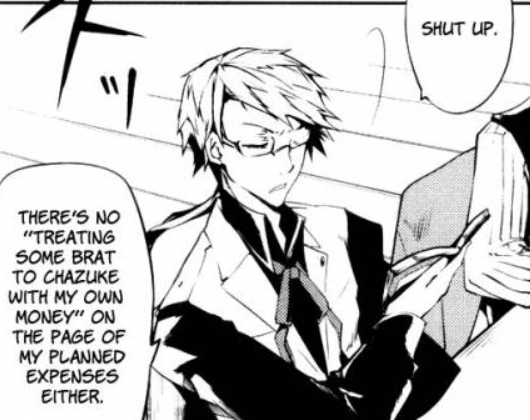 SHUT UP.
THERE'S NO
"TREATING
SOME BRAT
TO CHAZUKE
WITH MY OWN
MONEY" ON
THE PAGE OF
MY PLANNED
EXPENSES
EITHER.